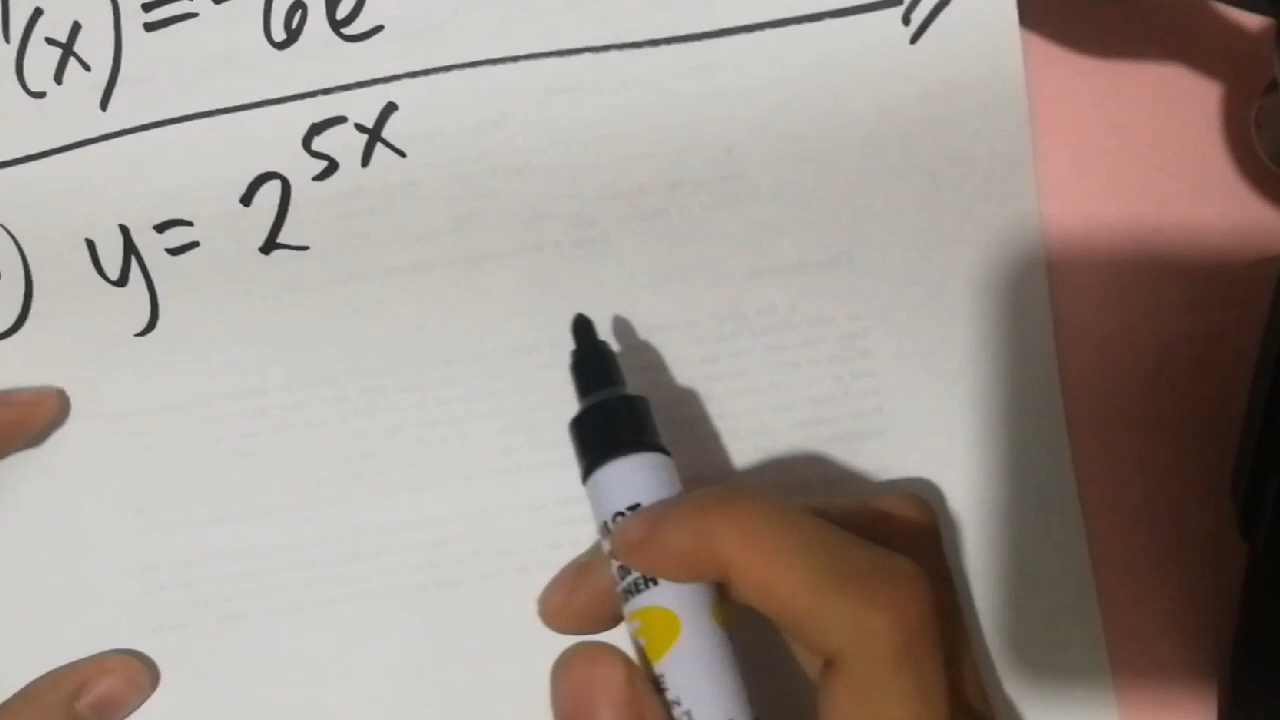 '(x) = -6e
) y = 2^{5x}